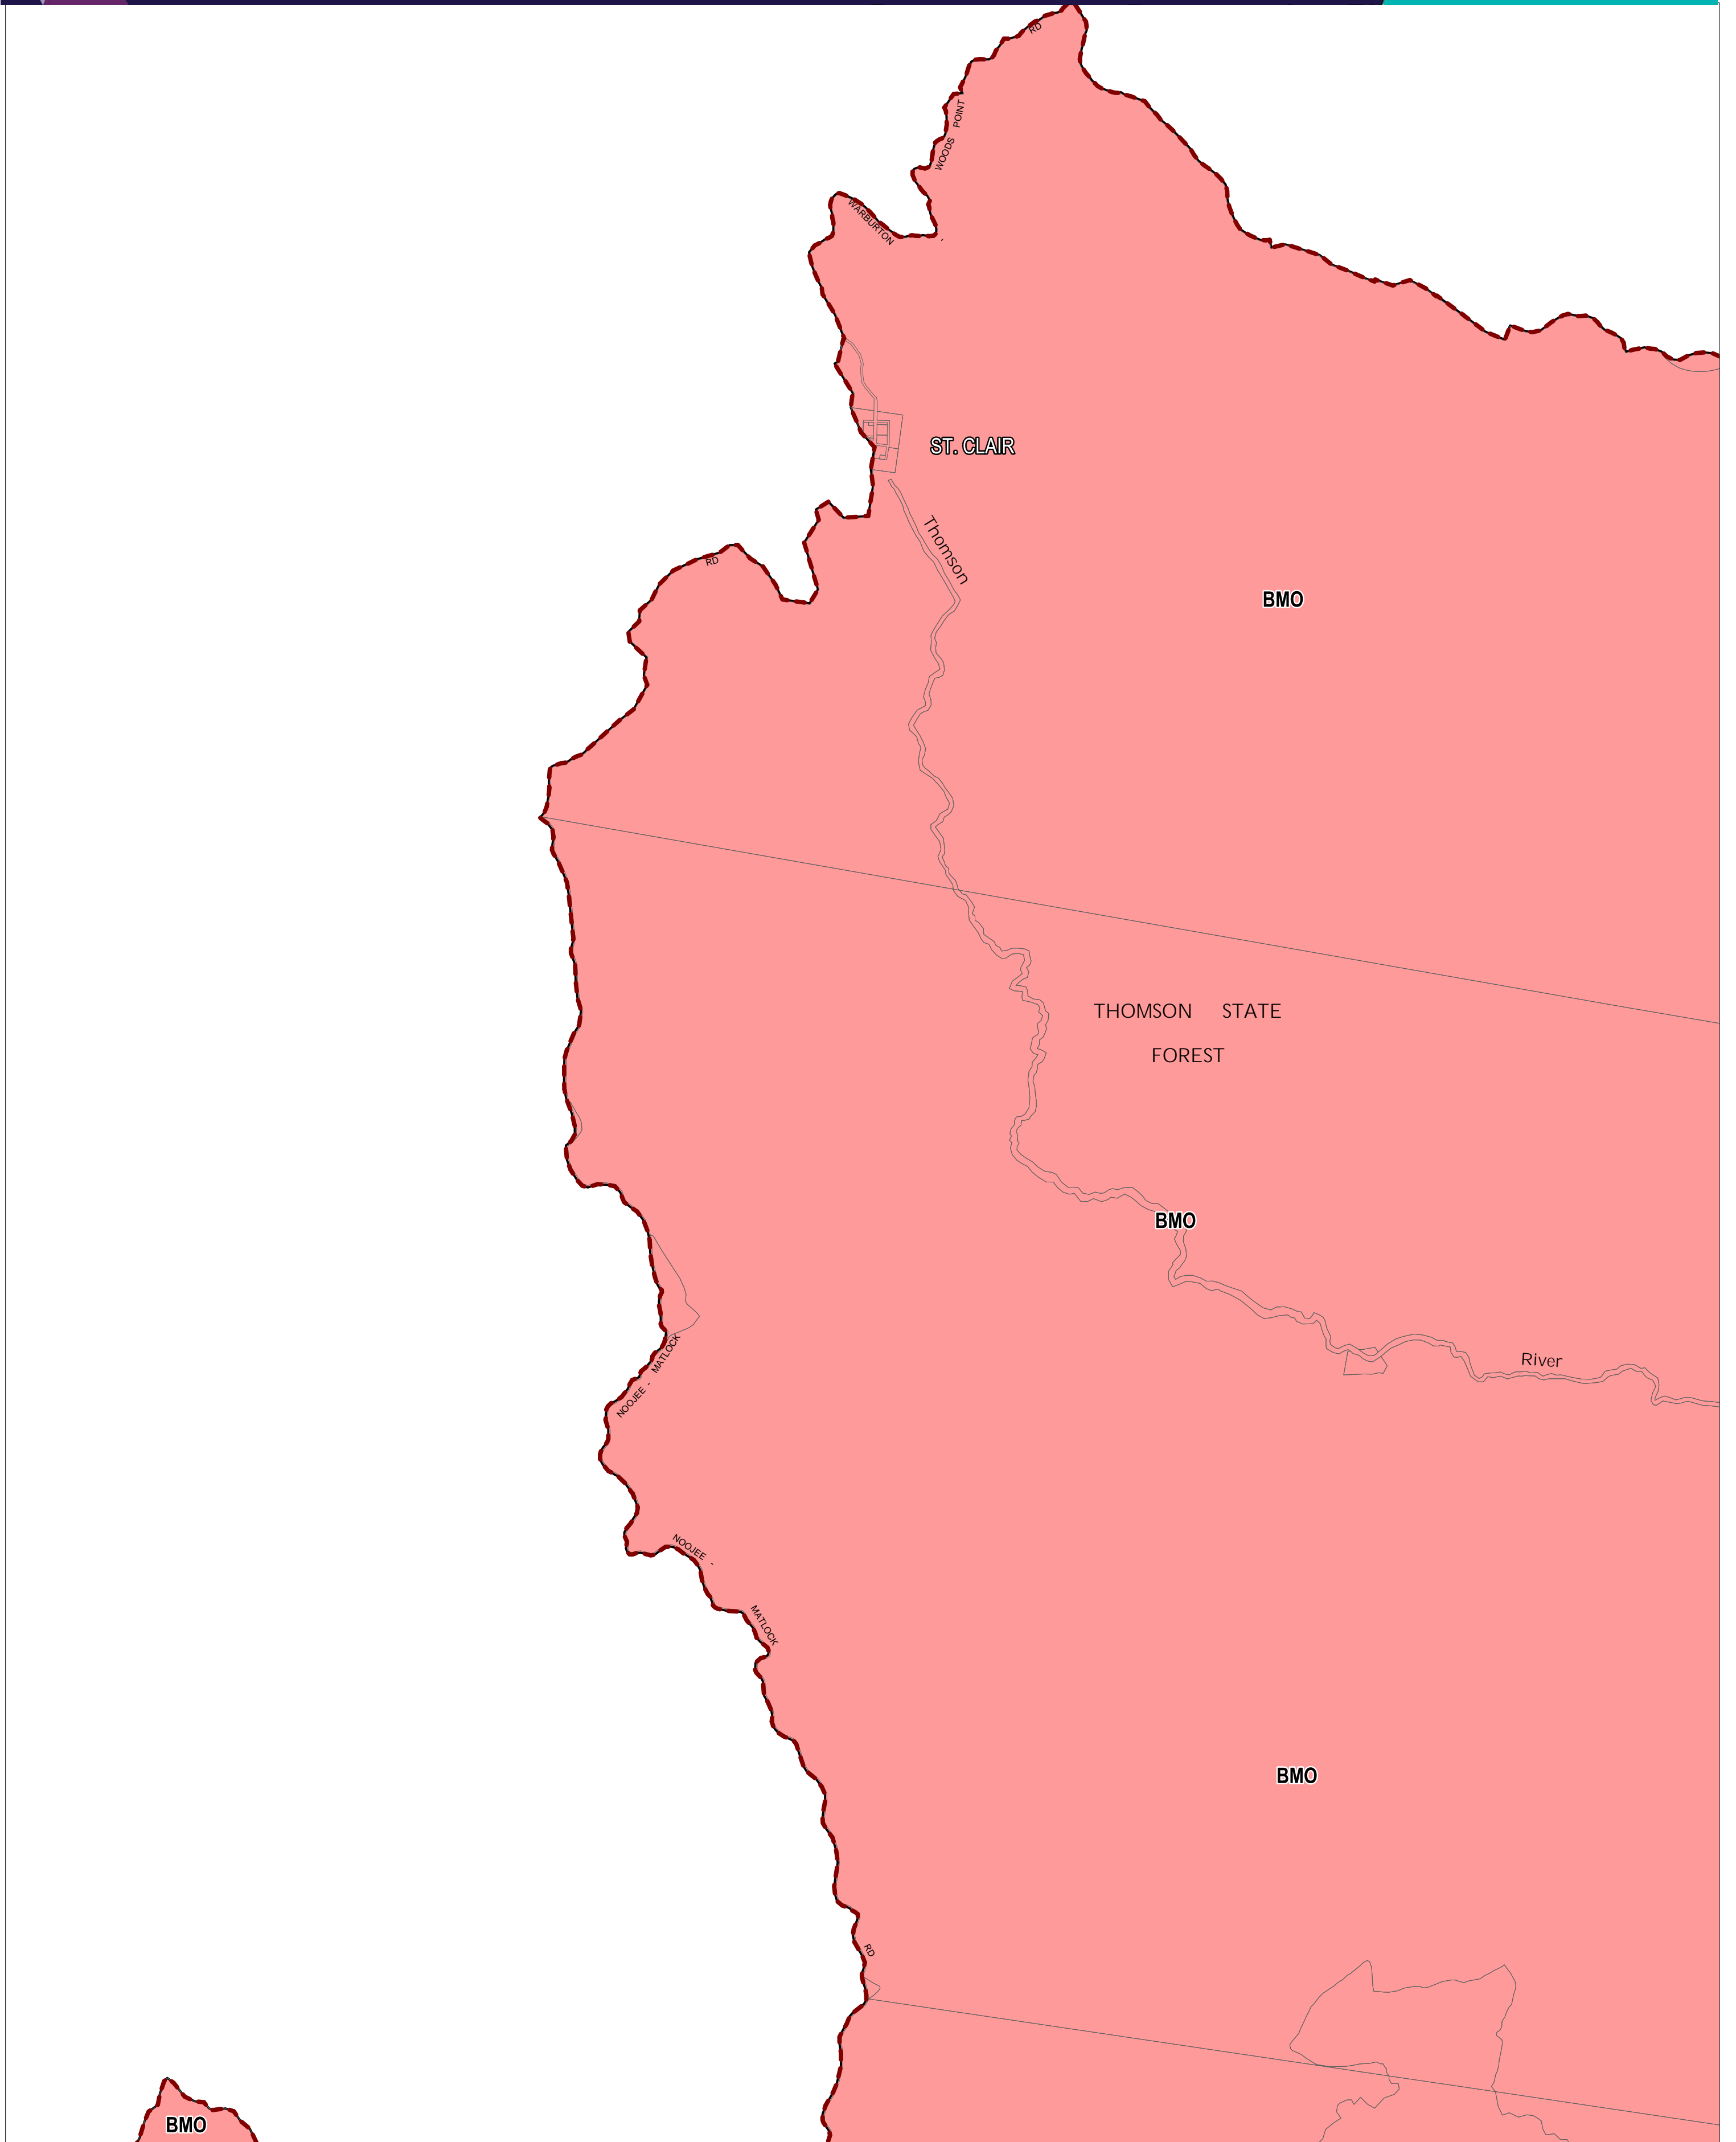 RD
WOODS POINT
WARBURTON -
ST. CLAIR
Thomson
RD
BMO
THOMSON STATE
FOREST
BMO
River
NOOJEE - MATLOCK
NOOJEE -
MATLOCK
BMO
RD
BMO